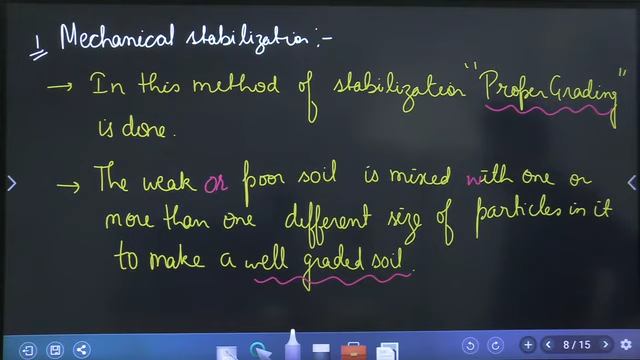 1 Mechanical stabilization:-
→ In this method of stabilization "Proper Grading"
is done.
→ The weak or poor soil is mixed with one or
more than one different size of particles in it
to make a well graded soil.
8 / 15